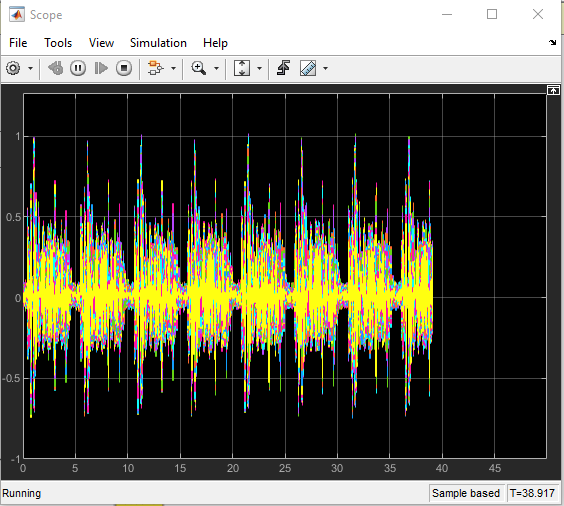 Scope
File Tools View Simulation Help
1
0.5
0
-0.5
-1
0 5 10 15 20 25 30 35 40 45
Running Sample based T=38.917